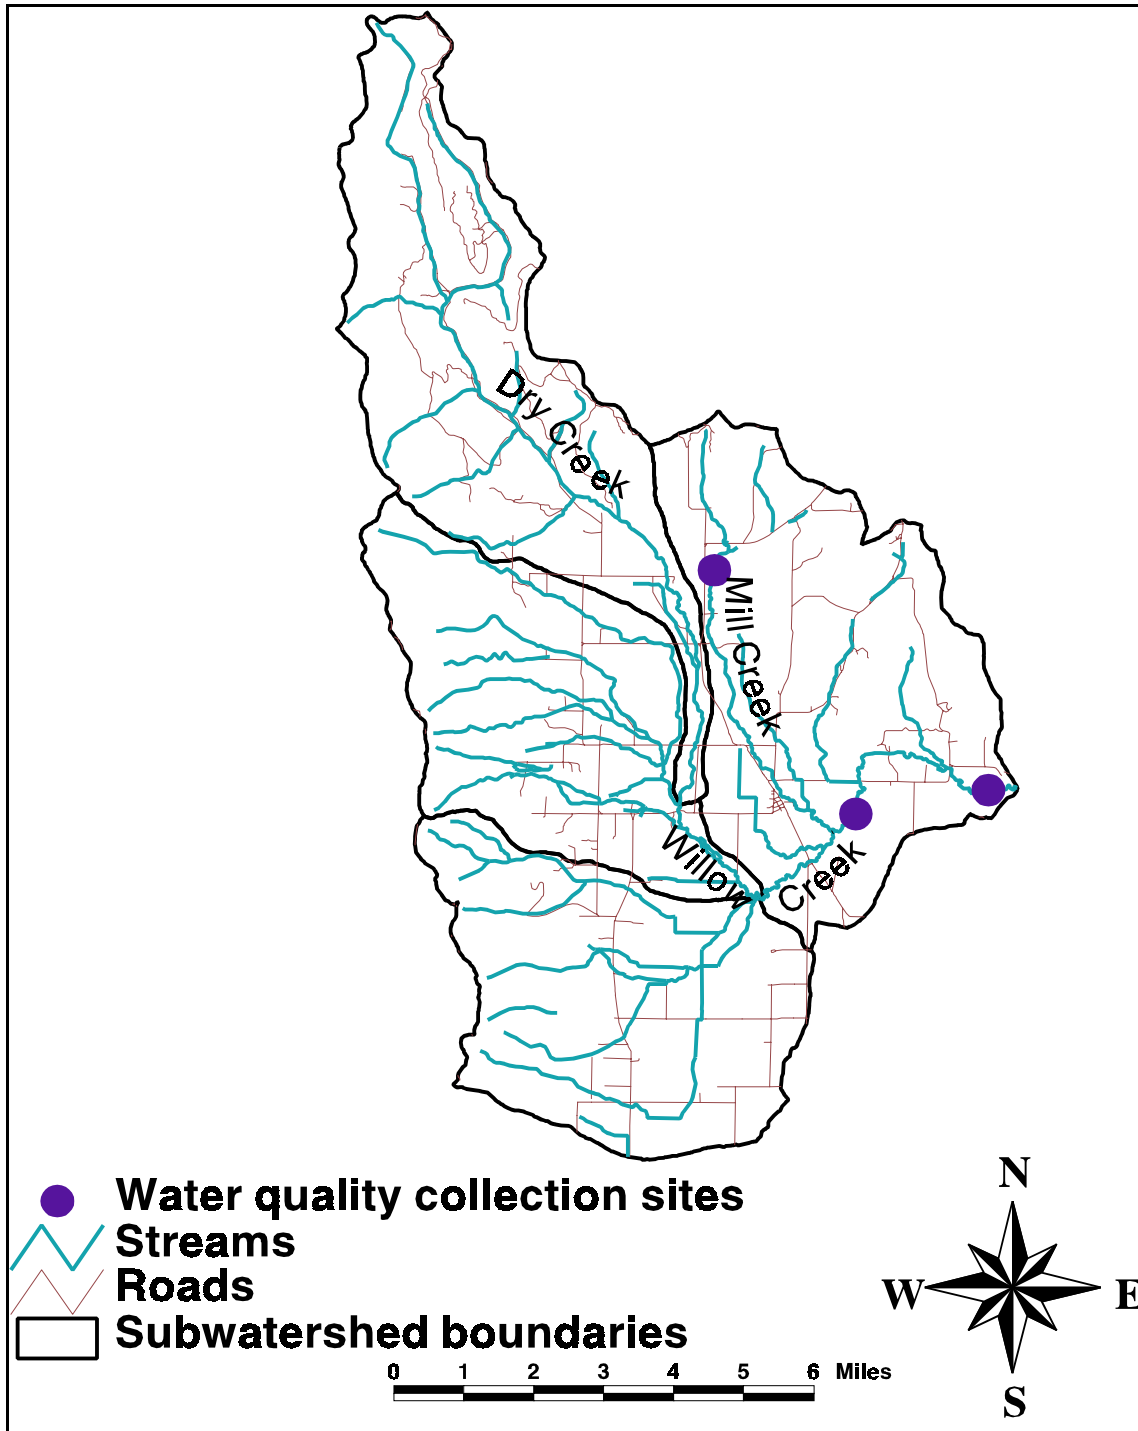 Dry Creek
Mill Creek
Willow Creek
N
Water quality collection sites
Streams
Roads
W
E
Subwatershed boundaries
0 1 2 3 4 5 6 Miles
S